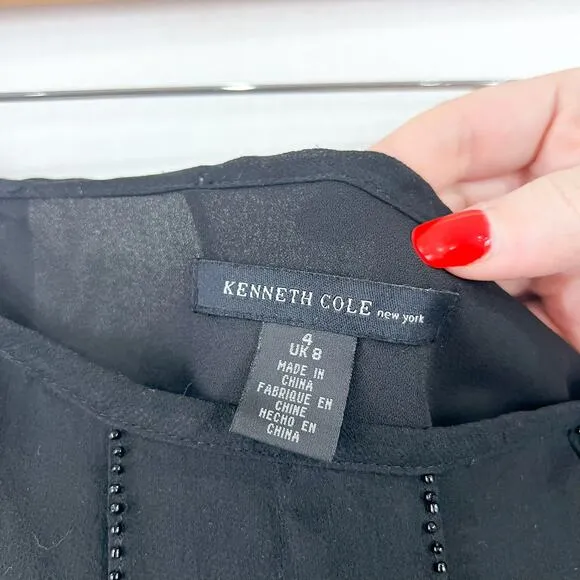 KENNETH COLE new york
4
UK 8
MADE IN
CHINA
FABRIQUE EN
CHINE
HECHO EN
CHINA